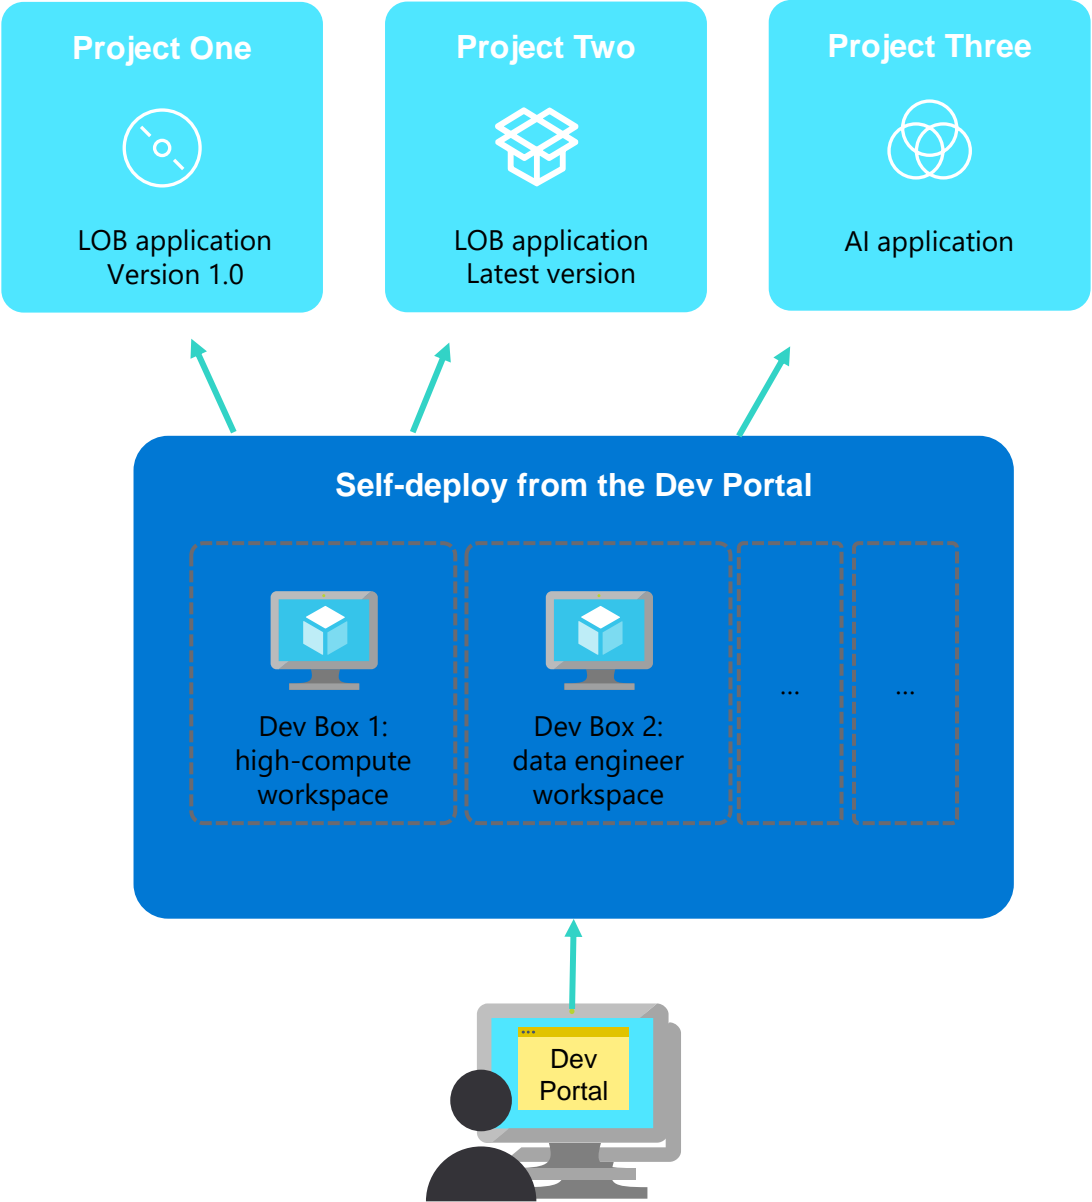 Project One
Project Two
Project Three
LOB application
Version 1.0
LOB application
Latest version
AI application
Self-deploy from the Dev Portal
Dev Box 1:
high-compute
workspace
Dev Box 2:
data engineer
workspace
...
...
Dev
Portal